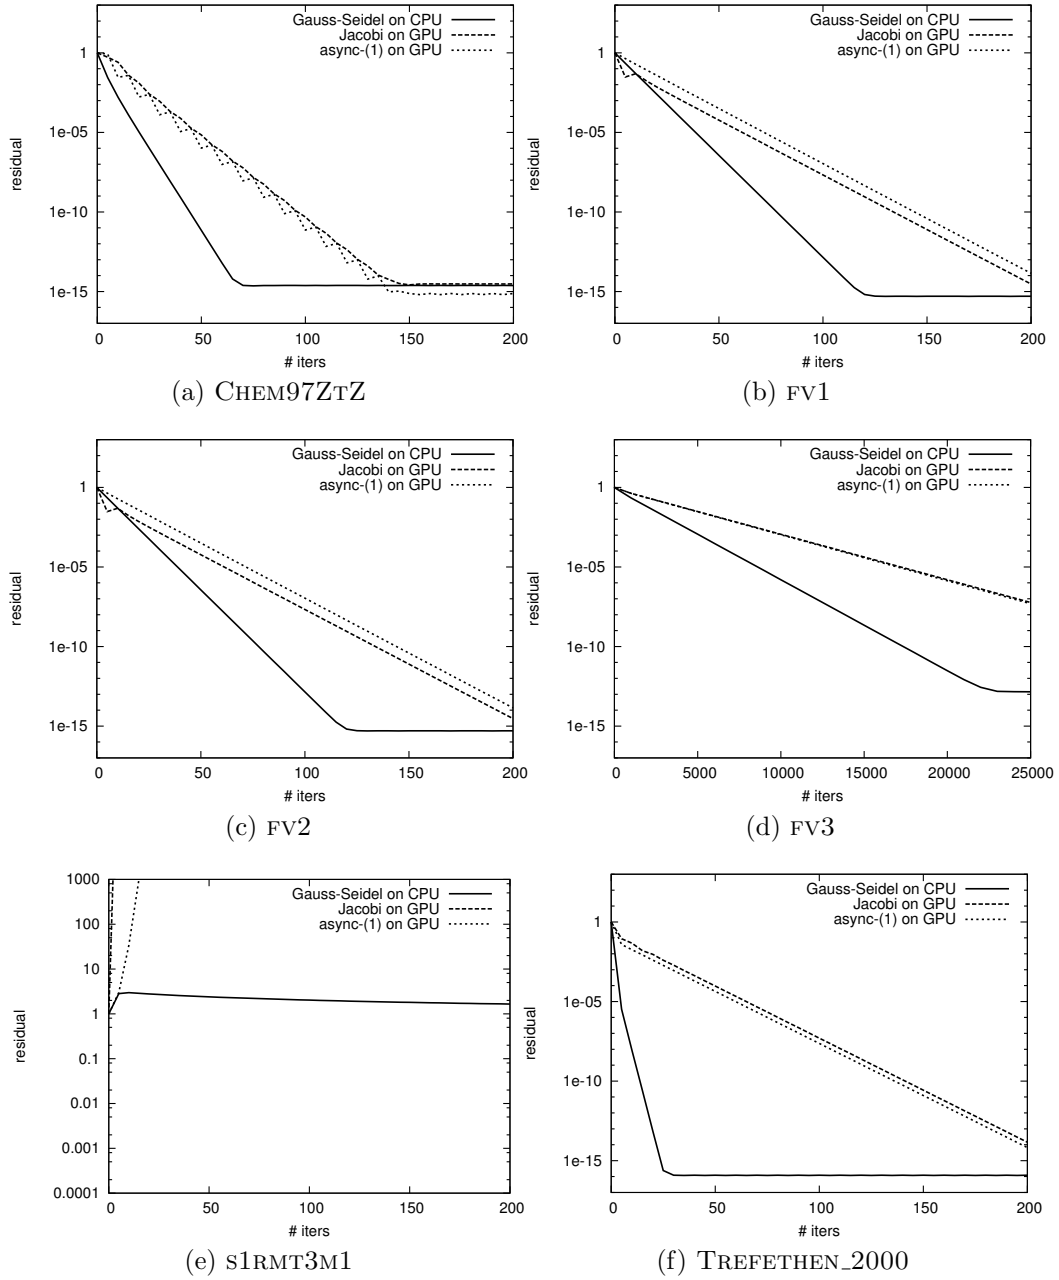 Gauss-Seidel on CPU
Jacobi on GPU
async-(1) on GPU
1
1e-05
1e-10
1e-15
residual
0 50 100 150 200
# iters
(a) CHEM97ZTZ
Gauss-Seidel on CPU
Jacobi on GPU
async-(1) on GPU
1
1e-05
1e-10
1e-15
residual
0 50 100 150 200
# iters
(b) FV1
Gauss-Seidel on CPU
Jacobi on GPU
async-(1) on GPU
1
1e-05
1e-10
1e-15
residual
0 50 100 150 200
# iters
(c) FV2
Gauss-Seidel on CPU
Jacobi on GPU
async-(1) on GPU
1
1e-05
1e-10
1e-15
residual
0 5000 10000 15000 20000 25000
# iters
(d) FV3
Gauss-Seidel on CPU
Jacobi on GPU
async-(1) on GPU
1000
100
10
1
0.1
0.01
0.001
0.0001
residual
0 50 100 150 200
# iters
(e) S1RMT3M1
Gauss-Seidel on CPU
Jacobi on GPU
async-(1) on GPU
1
1e-05
1e-10
1e-15
residual
0 50 100 150 200
# iters
(f) TREFETHEN_2000